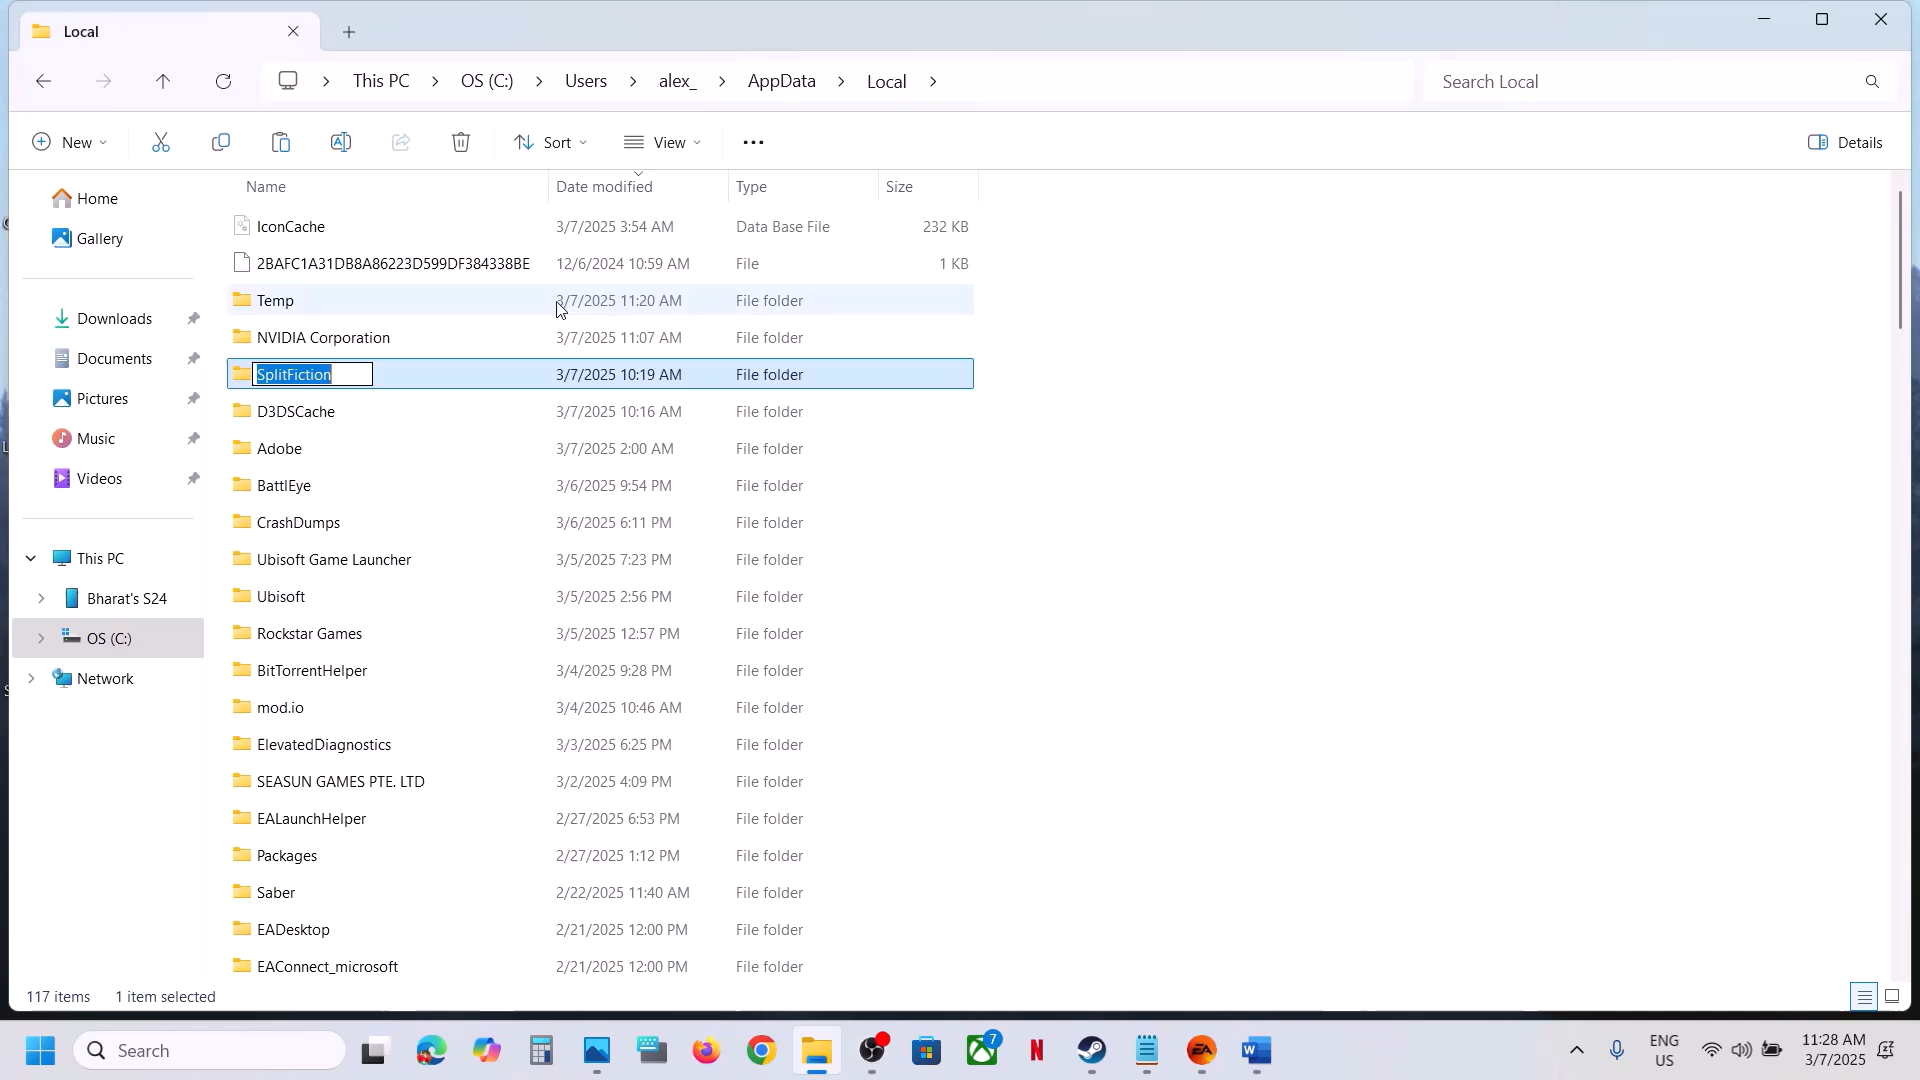 Local
This PC
OS (C:)
Users
alex_
AppData
Local
Search Local
New
Sort
View
Details
Name
Date modified
Type
Size
Home
Gallery
Downloads
Documents
Pictures
Music
Videos
This PC
Bharat's S24
OS (C:)
Network
IconCache 3/7/2025 3:54 AM Data Base File 232 KB
2BAFC1A31DB8A86223D599DF384338BE 12/6/2024 10:59 AM File 1 KB
Temp 3/7/2025 11:20 AM File folder
NVIDIA Corporation 3/7/2025 11:07 AM File folder
SplitFiction 3/7/2025 10:19 AM File folder
D3DSCache 3/7/2025 10:16 AM File folder
Adobe 3/7/2025 2:00 AM File folder
BattlEye 3/6/2025 9:54 PM File folder
CrashDumps 3/6/2025 6:11 PM File folder
Ubisoft Game Launcher 3/5/2025 7:23 PM File folder
Ubisoft 3/5/2025 2:56 PM File folder
Rockstar Games 3/5/2025 12:57 PM File folder
BitTorrentHelper 3/4/2025 9:28 PM File folder
mod.io 3/4/2025 10:46 AM File folder
ElevatedDiagnostics 3/3/2025 6:25 PM File folder
SEASUN GAMES PTE. LTD 3/2/2025 4:09 PM File folder
EALaunchHelper 2/27/2025 6:53 PM File folder
Packages 2/27/2025 1:12 PM File folder
Saber 2/22/2025 11:40 AM File folder
EADesktop 2/21/2025 12:00 PM File folder
EAConnect_microsoft 2/21/2025 12:00 PM File folder
117 items
1 item selected
Search
7
ENG
US
11:28 AM
3/7/2025